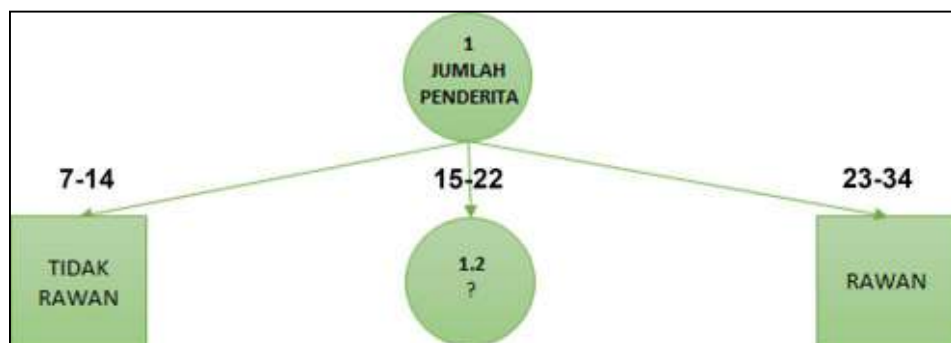 1
JUMLAH
PENDERITA
7-14
15-22
23-34
TIDAK
RAWAN
1.2
?
RAWAN